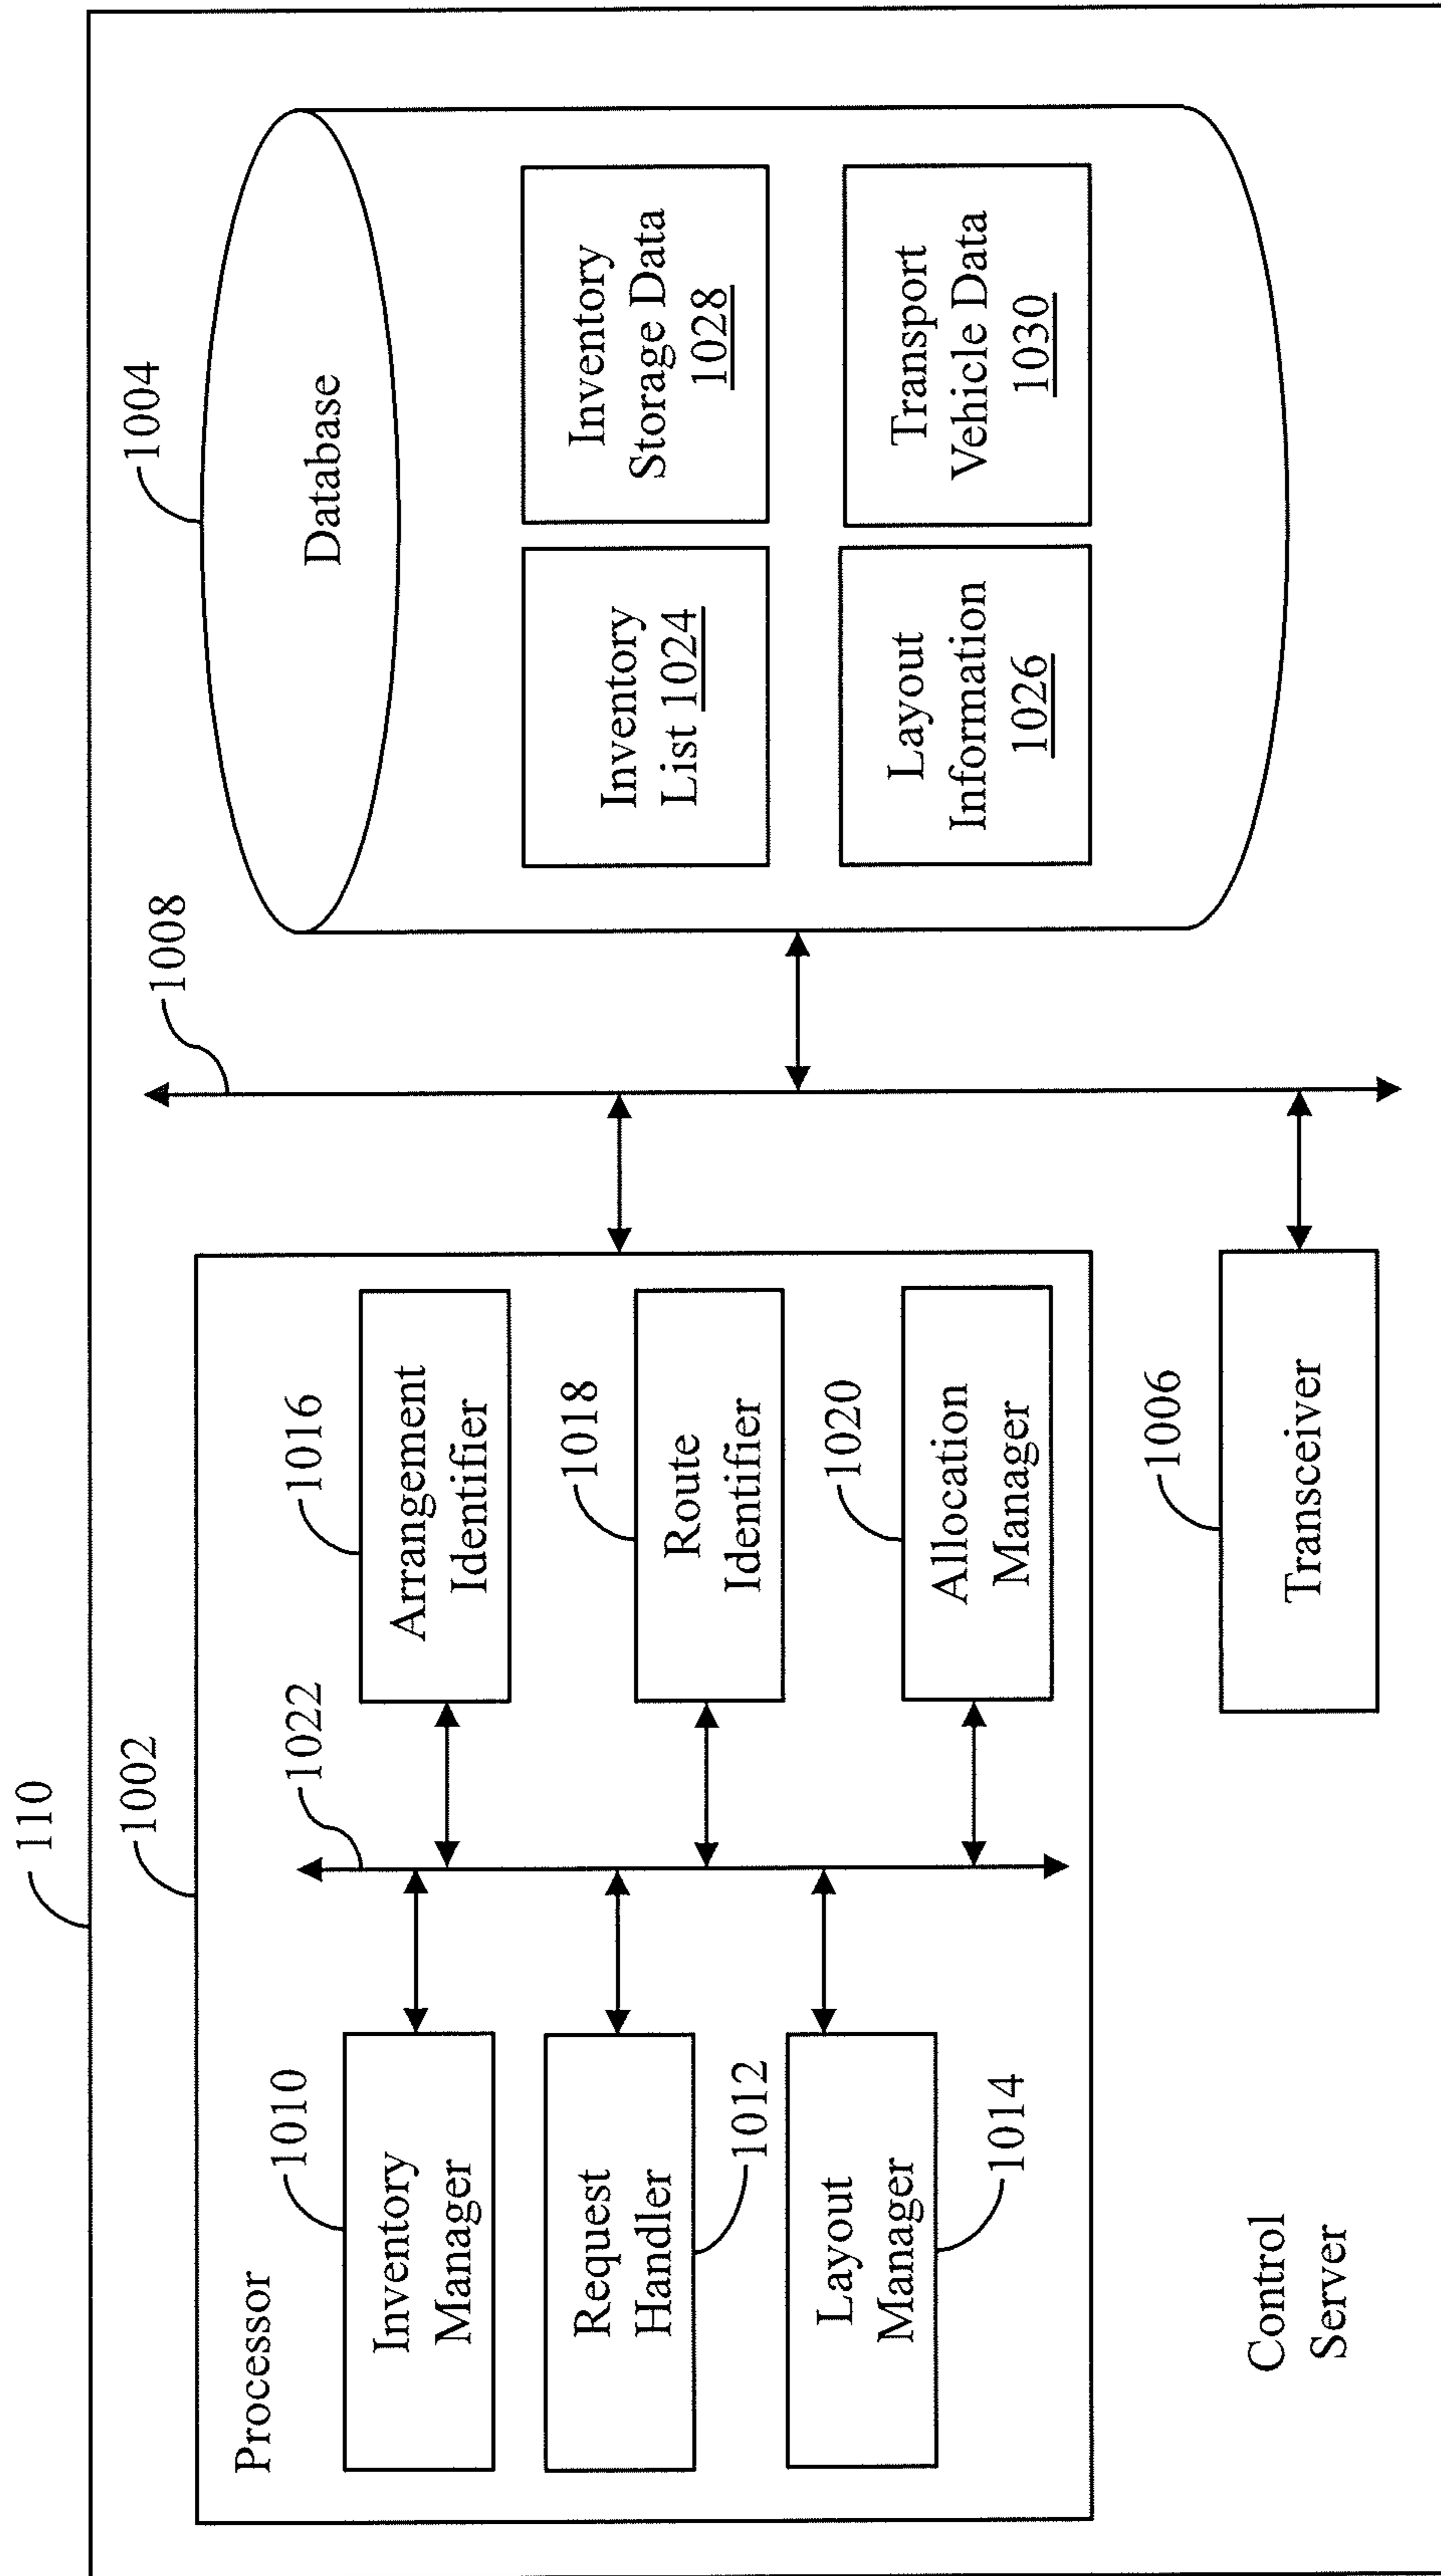 110
1002
1004
Processor
1010
1022
1016
1008
Database
Inventory
Manager
Arrangement
Identifier
Inventory
List 1024
Inventory
Storage Data
1028
Request
Handler
1012
1018
Route
Identifier
Layout
Manager
1014
1020
Allocation
Manager
Layout
Information
1026
Transport
Vehicle Data
1030
1006
Transceiver
Control
Server